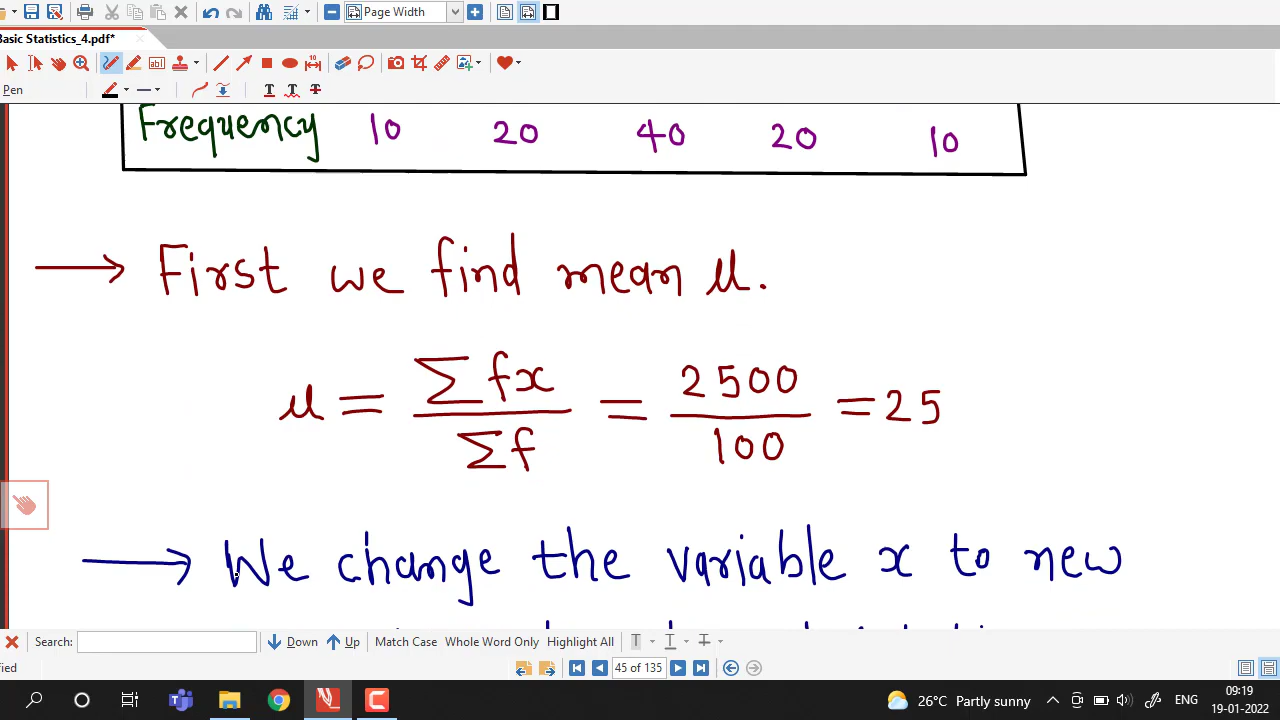 Page Width
Basic Statistics_4.pdf*
Pen
Frequency 10 20 40 20 10
→ First we find mean μ.
μ = ∑fx / ∑f = 2500 / 100 = 25
→ We change the variable x to new
Search: Down Up Match Case Whole Word Only Highlight All T T T
45 of 135
fied
26°C Partly sunny ENG 09:19
19-01-2022